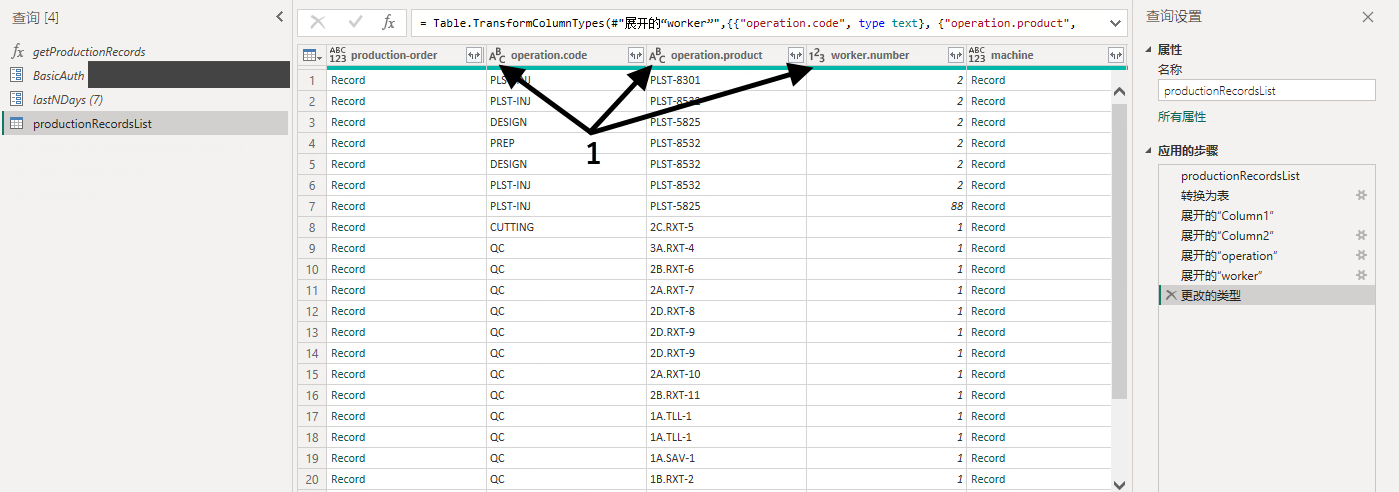 查询 [4]
getProductionRecords
BasicAuth
lastNDays (7)
productionRecordsList
= Table.TransformColumnTypes(#"展开的“worker”",{{"operation.code", type text}, {"operation.product",
production-order operation.code operation.product worker.number machine
1 Record PLST-INJ PLST-8301 2 Record
2 Record PLST-INJ PLST-8532 2 Record
3 Record DESIGN PLST-5825 2 Record
4 Record PREP PLST-8532 2 Record
5 Record DESIGN PLST-8532 2 Record
6 Record PLST-INJ PLST-8532 2 Record
7 Record PLST-INJ PLST-5825 88 Record
8 Record CUTTING 2C.RXT-5 1 Record
9 Record QC 3A.RXT-4 1 Record
10 Record QC 2B.RXT-6 1 Record
11 Record QC 2A.RXT-7 1 Record
12 Record QC 2D.RXT-8 1 Record
13 Record QC 2D.RXT-9 1 Record
14 Record QC 2D.RXT-9 1 Record
15 Record QC 2A.RXT-10 1 Record
16 Record QC 2B.RXT-11 1 Record
17 Record QC 1A.TLL-1 1 Record
18 Record QC 1A.TLL-1 1 Record
19 Record QC 1A.SAV-1 1 Record
20 Record QC 1B.RXT-2 1 Record
1
查询设置
属性
名称
productionRecordsList
所有属性
应用的步骤
productionRecordsList
转换为表
展开的“Column1”
展开的“Column2”
展开的“operation”
展开的“worker”
更改的类型